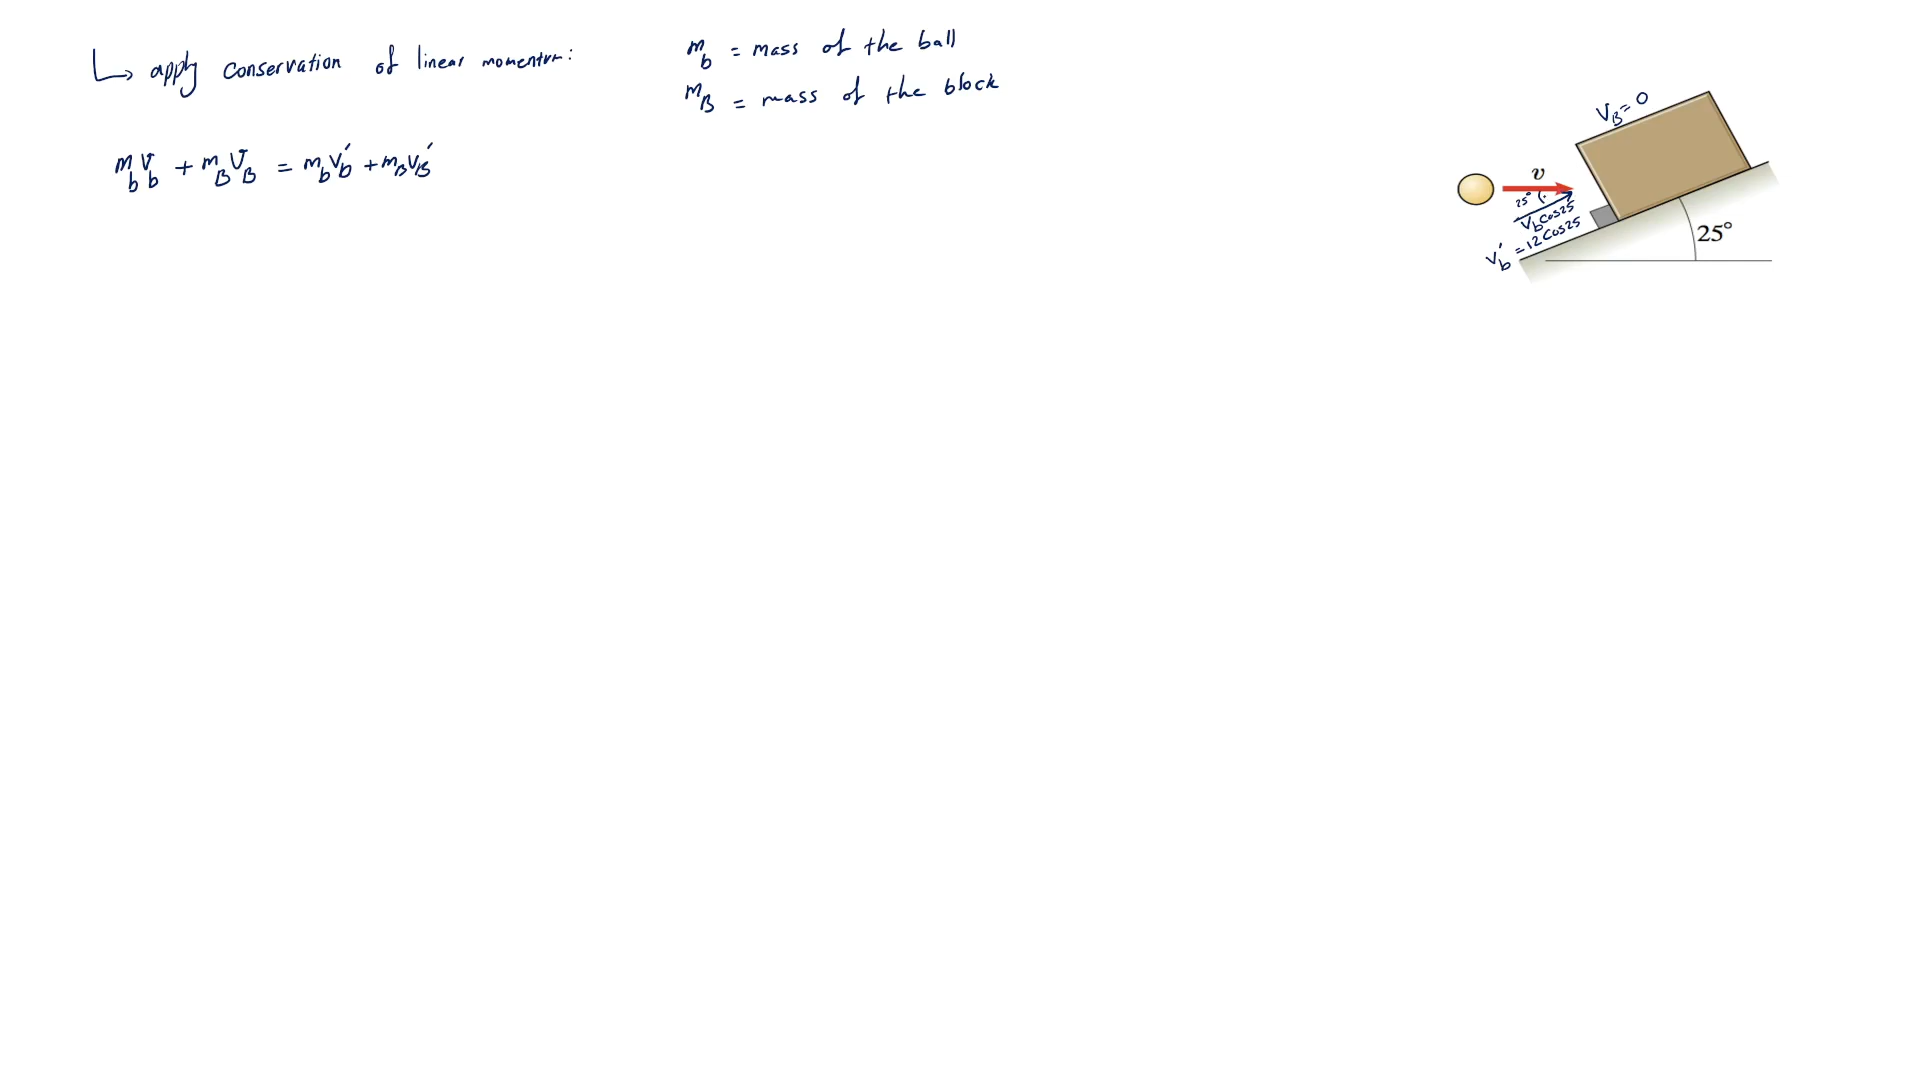 ↳ apply conservation of linear momentum:
m_b = mass of the ball
m_B = mass of the block
m_b v_b + m_B v_B = m_b v_b' + m_B v_B'
V_B = 0
v
25°
V_b cos25
V_b' = 12 cos25
25°